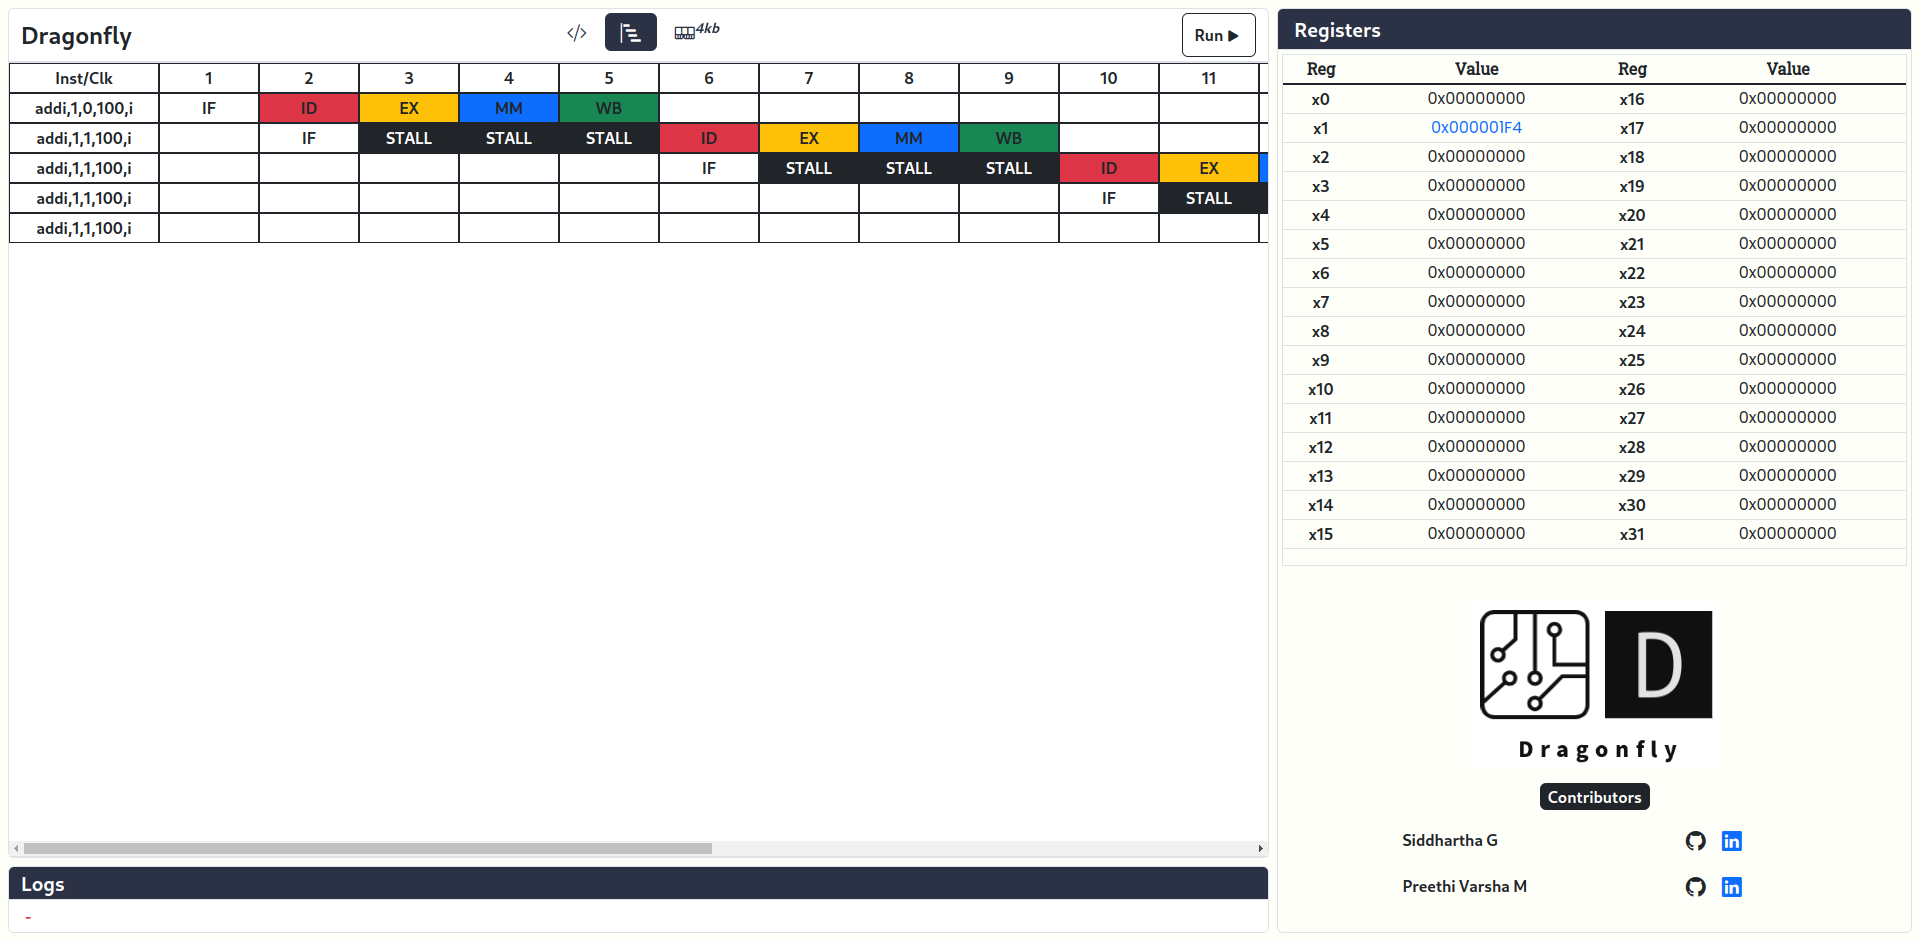 Dragonfly
</>
4kb
Run
Inst/Clk 1 2 3 4 5 6 7 8 9 10 11
addi,1,0,100,i IF ID EX MM WB
addi,1,1,100,i IF STALL STALL STALL ID EX MM WB
addi,1,1,100,i IF STALL STALL STALL ID EX
addi,1,1,100,i IF STALL
addi,1,1,100,i
Logs
-
Registers
Reg Value Reg Value
x0 0x00000000 x16 0x00000000
x1 0x000001F4 x17 0x00000000
x2 0x00000000 x18 0x00000000
x3 0x00000000 x19 0x00000000
x4 0x00000000 x20 0x00000000
x5 0x00000000 x21 0x00000000
x6 0x00000000 x22 0x00000000
x7 0x00000000 x23 0x00000000
x8 0x00000000 x24 0x00000000
x9 0x00000000 x25 0x00000000
x10 0x00000000 x26 0x00000000
x11 0x00000000 x27 0x00000000
x12 0x00000000 x28 0x00000000
x13 0x00000000 x29 0x00000000
x14 0x00000000 x30 0x00000000
x15 0x00000000 x31 0x00000000
D
Dragonfly
Contributors
Siddhartha G in
Preethi Varsha M in